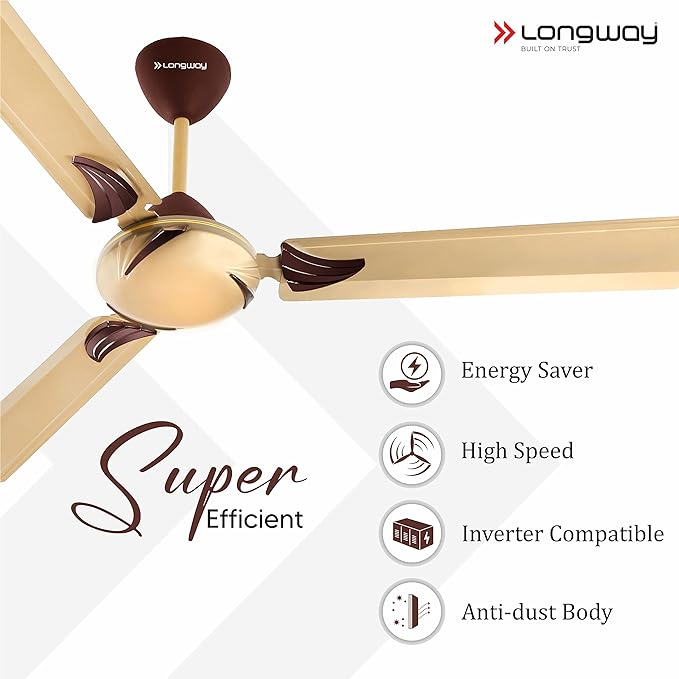 Longway
BUILT ON TRUST
Longway
Energy Saver
High Speed
Super
Efficient
Inverter Compatible
Anti-dust Body